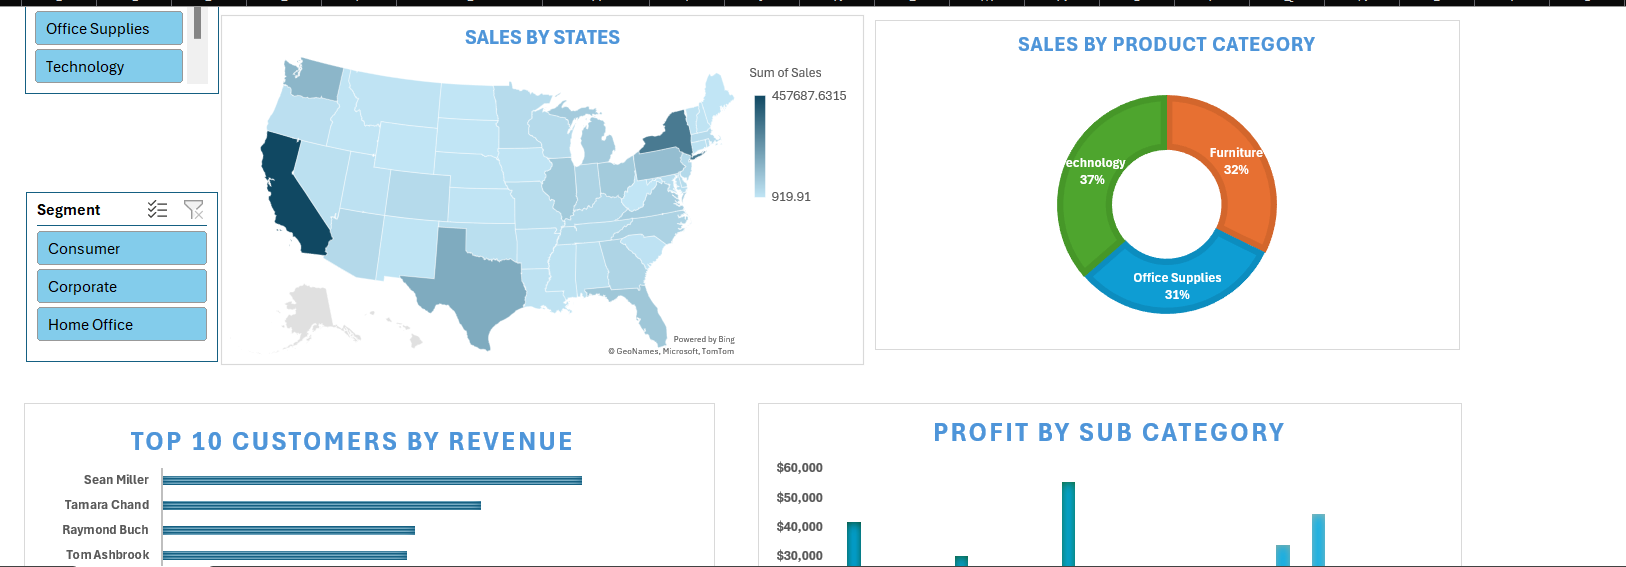 Office Supplies
Technology
Segment
Consumer
Corporate
Home Office
SALES BY STATES
Sum of Sales
457687.6315
919.91
Powered by Bing
© GeoNames, Microsoft, TomTom
SALES BY PRODUCT CATEGORY
echnology
37%
Furniture
32%
Office Supplies
31%
TOP 10 CUSTOMERS BY REVENUE
Sean Miller
Tamara Chand
Raymond Buch
Tom Ashbrook
PROFIT BY SUB CATEGORY
$60,000
$50,000
$40,000
$30,000